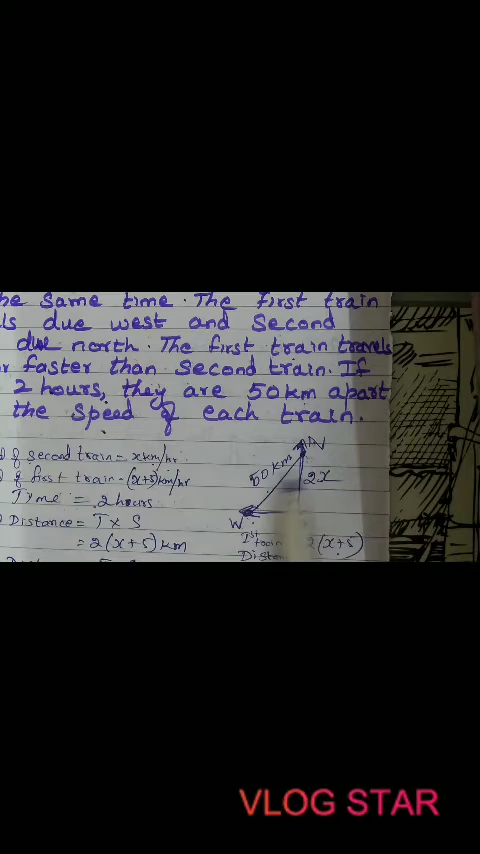 he same time. The first train
ls due west and Second
due north. The first train travels
r faster than second train. If
2 hours, they are 50km apart
the speed of each train.
d of second train = x km/hr
d of first train = (x+5)km/hr
Time = 2 hours
Distance = T x S
= 2(x+5) km
N
50 km
2x
W
1st train 2(x+5)
Dista
VLOG STAR